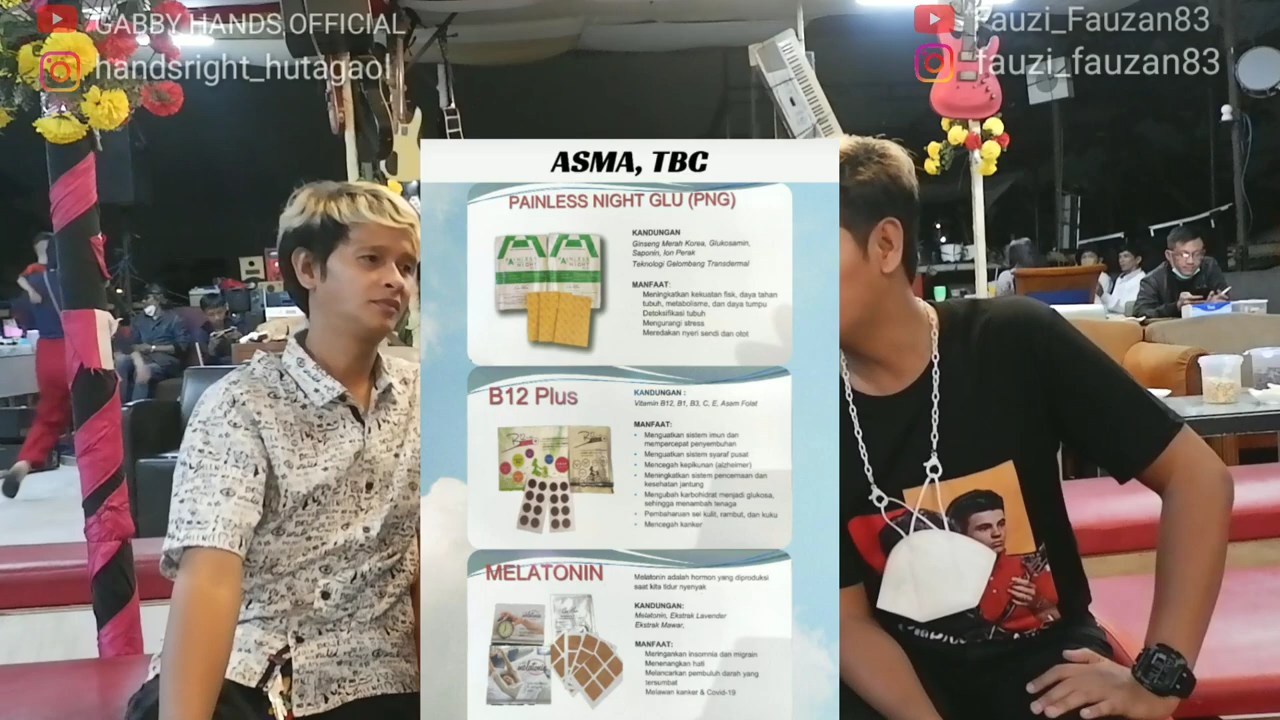 GABBY HANDS OFFICIAL
handsright_hutagaol
Fauzi_Fauzan83
fauzi_fauzan83
ASMA, TBC
PAINLESS NIGHT GLU (PNG)
KANDUNGAN
Ginseng Merah Korea, Glukosamin,
Saponin, Ion Perak
Teknologi Gelombang Transdermal
MANFAAT:
Meningkatkan kekuatan fisk, daya tahan
tubuh, metabolisme, dan daya tumpu
Detoksifikasi tubuh
Mengurangi stress
Meredakan nyeri sendi dan otot
B12 Plus
KANDUNGAN :
Vitamin B12, B1, B3, C, E, Asam Folat
MANFAAT:
• Menguatkan sistem imun dan
mempercepat penyembuhan
• Menguatkan sistem syaraf pusat
• Mencegah kepikunan (alzheimer)
• Meningkatkan sistem pencernaan dan
kesehatan jantung
• Mengubah karbohidrat menjadi glukosa,
sehingga menambah tenaga
• Pembaharuan sel kulit, rambut, dan kuku
• Mencegah kanker
MELATONIN
Melatonin adalah hormon yang diproduksi
saat kita tidur nyenyak
KANDUNGAN:
Melatonin, Ekstrak Lavender
Ekstrak Mawar,
MANFAAT:
Meringankan insomnia dan migrain
Menenangkan hati
Melancarkan pembuluh darah yang
tersumbat
Melawan kanker & Covid-19